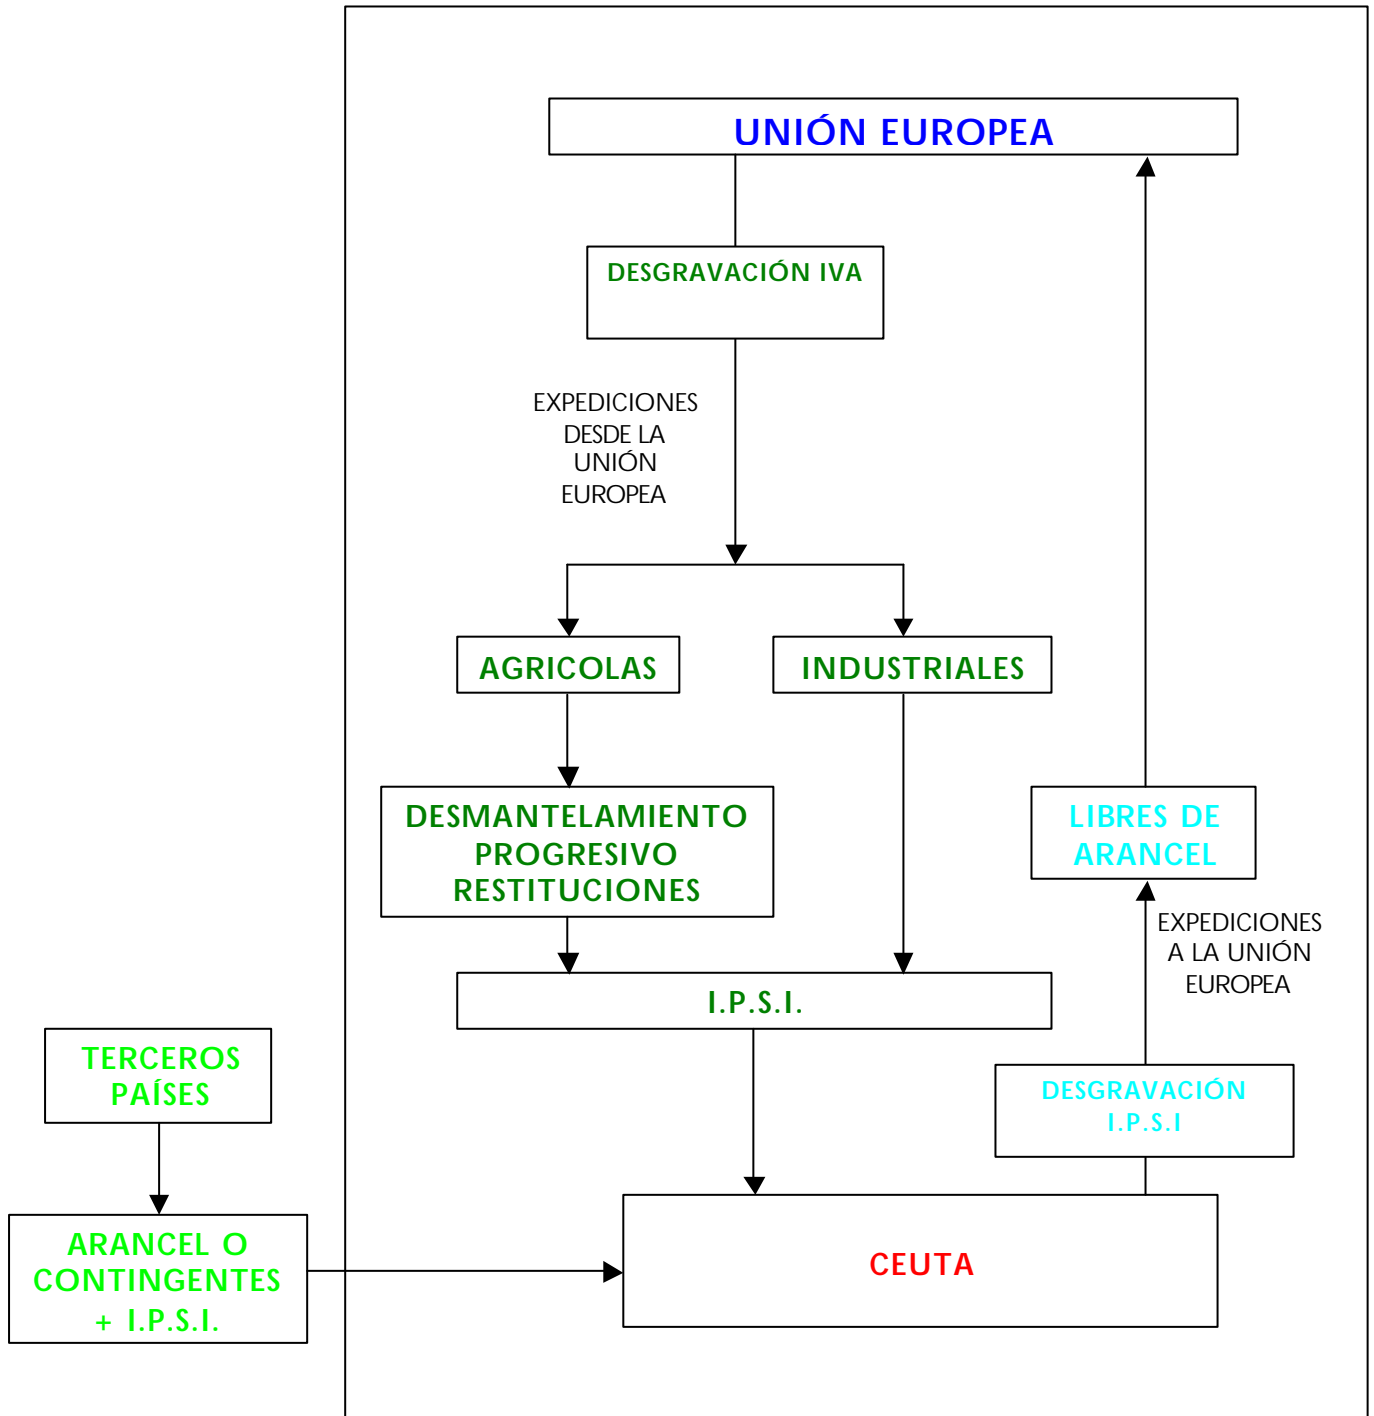 UNIÓN EUROPEA
DESGRAVACIÓN IVA
EXPEDICIONES
DESDE LA
UNIÓN
EUROPEA
AGRICOLAS
INDUSTRIALES
DESMANTELAMIENTO
PROGRESIVO
RESTITUCIONES
LIBRES DE
ARANCEL
EXPEDICIONES
A LA UNIÓN
EUROPEA
I.P.S.I.
TERCEROS
PAÍSES
DESGRAVACIÓN
I.P.S.I
ARANCEL O
CONTINGENTES
+ I.P.S.I.
CEUTA